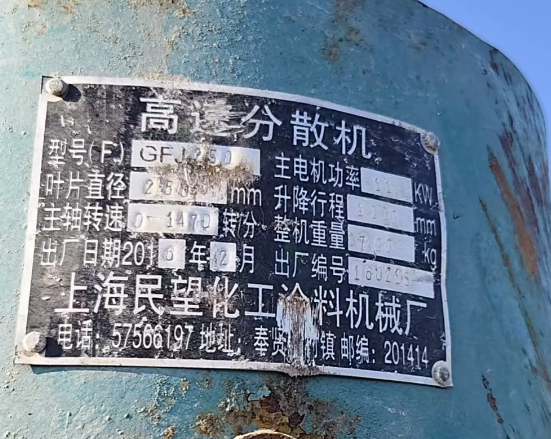 高速分散机
型号(F) GFJ 主电机功率 KW
叶片直径 mm 升降行程 mm
主轴转速 0-1470 转/分 整机重量 kg
出厂日期 2016 年 12 月 出厂编号
上海民望化工涂料机械厂
电话: 57566197 地址: 奉贤 镇 邮编: 201414